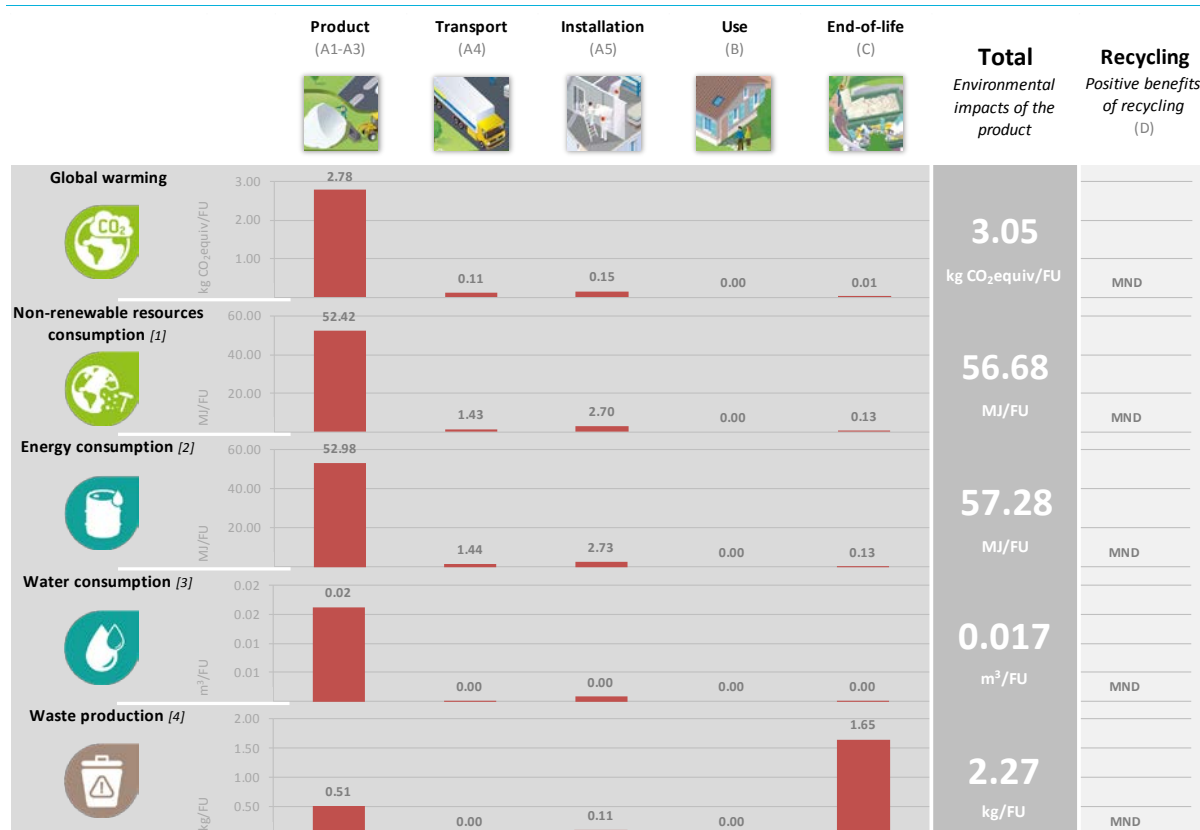 Product
(A1-A3)
Transport
(A4)
Installation
(A5)
Use
(B)
End-of-life
(C)
Total
Environmental
impacts of the
product
Recycling
Positive benefits
of recycling
(D)
Global warming
CO₂
kg CO₂equiv/FU
3.00
2.00
1.00
2.78
0.11
0.15
0.00
0.01
3.05
kg CO₂equiv/FU
MND
Non-renewable resources
consumption [1]
MJ/FU
60.00
40.00
20.00
52.42
1.43
2.70
0.00
0.13
56.68
MJ/FU
MND
Energy consumption [2]
MJ/FU
60.00
40.00
20.00
52.98
1.44
2.73
0.00
0.13
57.28
MJ/FU
MND
Water consumption [3]
m³/FU
0.02
0.02
0.01
0.01
0.02
0.00
0.00
0.00
0.00
0.017
m³/FU
MND
Waste production [4]
kg/FU
2.00
1.50
1.00
0.50
0.51
0.00
0.11
0.00
1.65
2.27
kg/FU
MND